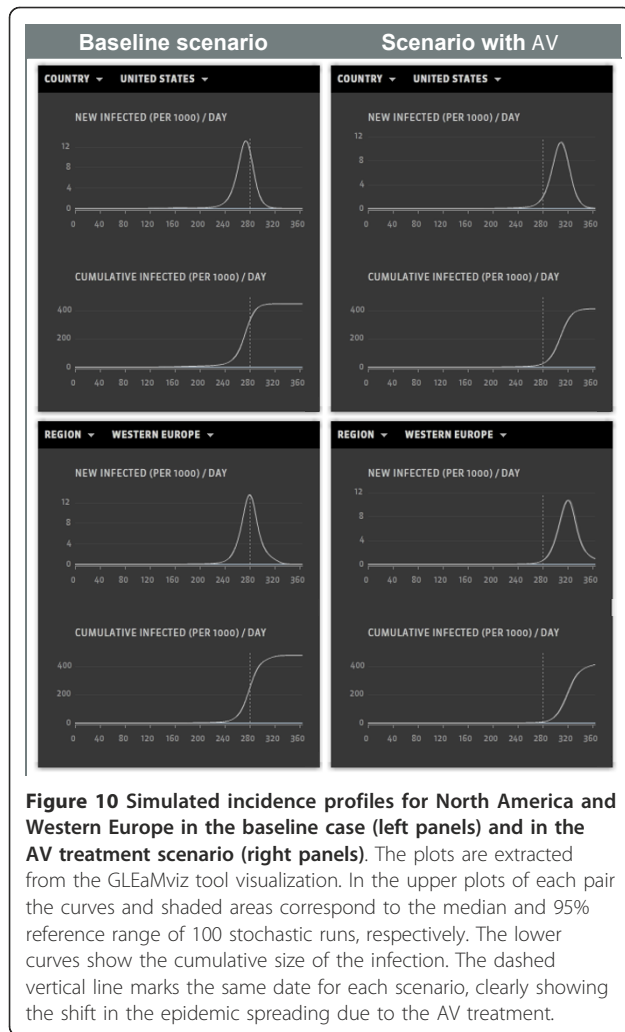 Baseline scenario
Scenario with AV
COUNTRY UNITED STATES
NEW INFECTED (PER 1000) / DAY
12
8
4
0
0 40 80 120 160 200 240 280 320 360
CUMULATIVE INFECTED (PER 1000) / DAY
400
200
0
0 40 80 120 160 200 240 280 320 360
COUNTRY UNITED STATES
NEW INFECTED (PER 1000) / DAY
12
8
4
0
0 40 80 120 160 200 240 280 320 360
CUMULATIVE INFECTED (PER 1000) / DAY
400
200
0
0 40 80 120 160 200 240 280 320 360
REGION WESTERN EUROPE
NEW INFECTED (PER 1000) / DAY
12
8
4
0
0 40 80 120 160 200 240 280 320 360
CUMULATIVE INFECTED (PER 1000) / DAY
400
200
0
0 40 80 120 160 200 240 280 320 360
REGION WESTERN EUROPE
NEW INFECTED (PER 1000) / DAY
12
8
4
0
0 40 80 120 160 200 240 280 320 360
CUMULATIVE INFECTED (PER 1000) / DAY
400
200
0
0 40 80 120 160 200 240 280 320 360
Figure 10 Simulated incidence profiles for North America and
Western Europe in the baseline case (left panels) and in the
AV treatment scenario (right panels). The plots are extracted
from the GLEaMviz tool visualization. In the upper plots of each pair
the curves and shaded areas correspond to the median and 95%
reference range of 100 stochastic runs, respectively. The lower
curves show the cumulative size of the infection. The dashed
vertical line marks the same date for each scenario, clearly showing
the shift in the epidemic spreading due to the AV treatment.